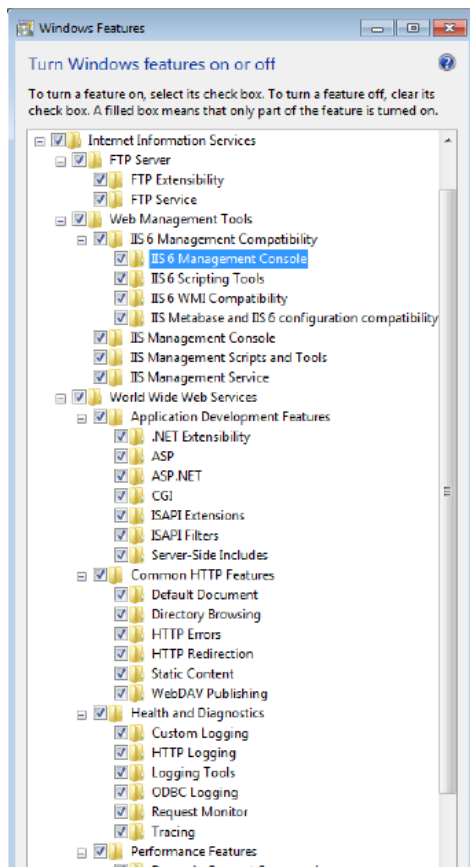 Windows Features
Turn Windows features on or off
To turn a feature on, select its check box. To turn a feature off, clear its
check box. A filled box means that only part of the feature is turned on.
Internet Information Services
FTP Server
FTP Extensibility
FTP Service
Web Management Tools
IIS 6 Management Compatibility
IIS 6 Management Console
IIS 6 Scripting Tools
IIS 6 WMI Compatibility
IIS Metabase and IIS 6 configuration compatibility
IIS Management Console
IIS Management Scripts and Tools
IIS Management Service
World Wide Web Services
Application Development Features
.NET Extensibility
ASP
ASP.NET
CGI
ISAPI Extensions
ISAPI Filters
Server-Side Includes
Common HTTP Features
Default Document
Directory Browsing
HTTP Errors
HTTP Redirection
Static Content
WebDAV Publishing
Health and Diagnostics
Custom Logging
HTTP Logging
Logging Tools
ODBC Logging
Request Monitor
Tracing
Performance Features